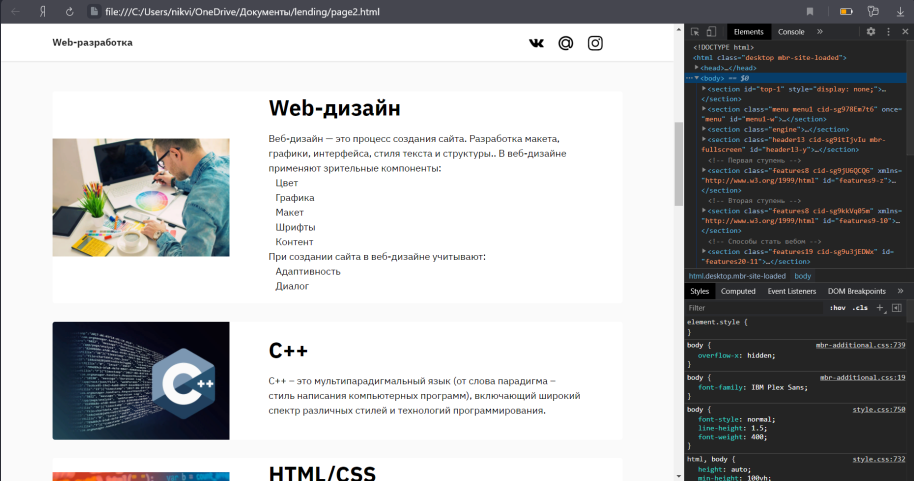 Я
file:///C:/Users/nikvi/OneDrive/Документы/lending/page2.html
Web-разработка
Web-дизайн
Веб-дизайн — это процесс создания сайта. Разработка макета,
графики, интерфейса, стиля текста и структуры.. В веб-дизайне
применяют зрительные компоненты:
Цвет
Графика
Макет
Шрифты
Контент
При создании сайта в веб-дизайне учитывают:
Адаптивность
Диалог
C++
C++
C++ – это мультипарадигмальный язык (от слова парадигма –
стиль написания компьютерных программ), включающий широкий
спектр различных стилей и технологий программирования.
HTML/CSS
Elements Console »
<!DOCTYPE html>
<html class="desktop mbr-site-loaded">
<head>…</head>
<body> == $0
<section id="top-1" style="display: none;">…
</section>
<section class="menu menu1 cid-sg970Em7t6" once=
"menu" id="menu1-w">…</section>
<section class="engine">…</section>
<section class="header13 cid-sg9itIjvIu mbr-
fullscreen" id="header13-y">…</section>
<!-- Первая ступень -->
<section class="features8 cid-sg9jU6QCQ6" xmlns=
"http://www.w3.org/1999/html" id="features9-z">…
</section>
<!-- Вторая ступень -->
<section class="features8 cid-sg9kkVq05m" xmlns=
"http://www.w3.org/1999/html" id="features9-10">…
</section>
<!-- Способы стать вебом -->
<section class="features19 cid-sg9u3jEDWx" id=
"features20-11">…</section>
html.desktop.mbr-site-loaded body
Styles Computed Event Listeners DOM Breakpoints »
Filter :hov .cls +
element.style {
}
body { mbr-additional.css:739
overflow-x: hidden;
}
body { mbr-additional.css:19
font-family: IBM Plex Sans;
}
body { style.css:750
font-style: normal;
line-height: 1.5;
font-weight: 400;
}
html, body { style.css:732
height: auto;
min-height: 100vh;